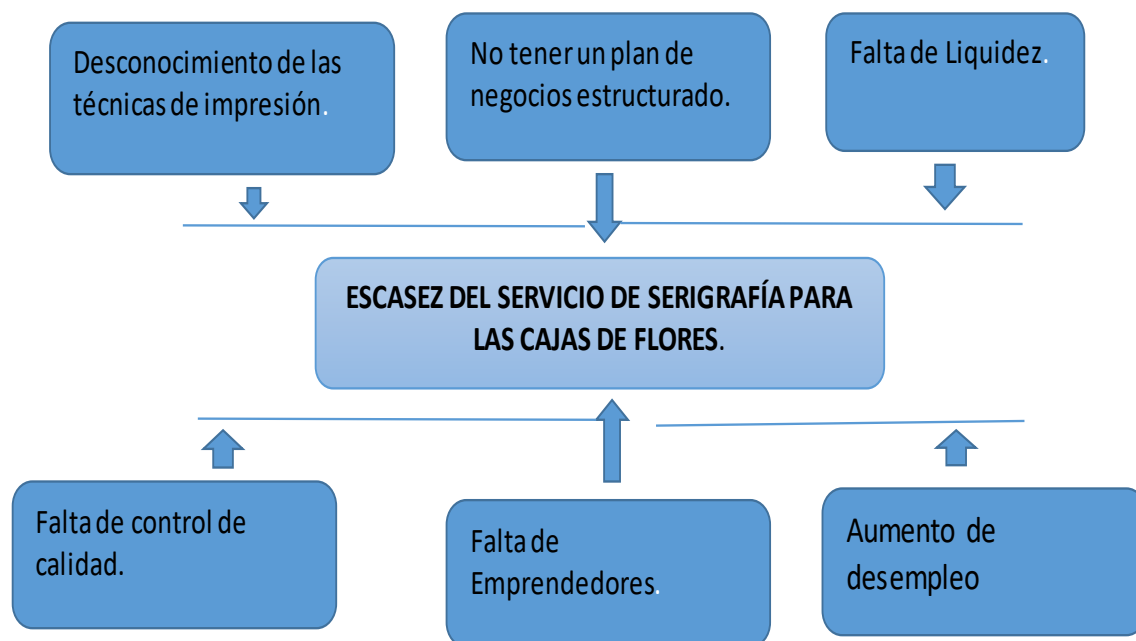 Desconocimiento de las
técnicas de impresión.
No tener un plan de
negocios estructurado.
Falta de Liquidez.
ESCASEZ DEL SERVICIO DE SERIGRAFÍA PARA
LAS CAJAS DE FLORES.
Falta de control de
calidad.
Falta de
Emprendedores.
Aumento de
desempleo